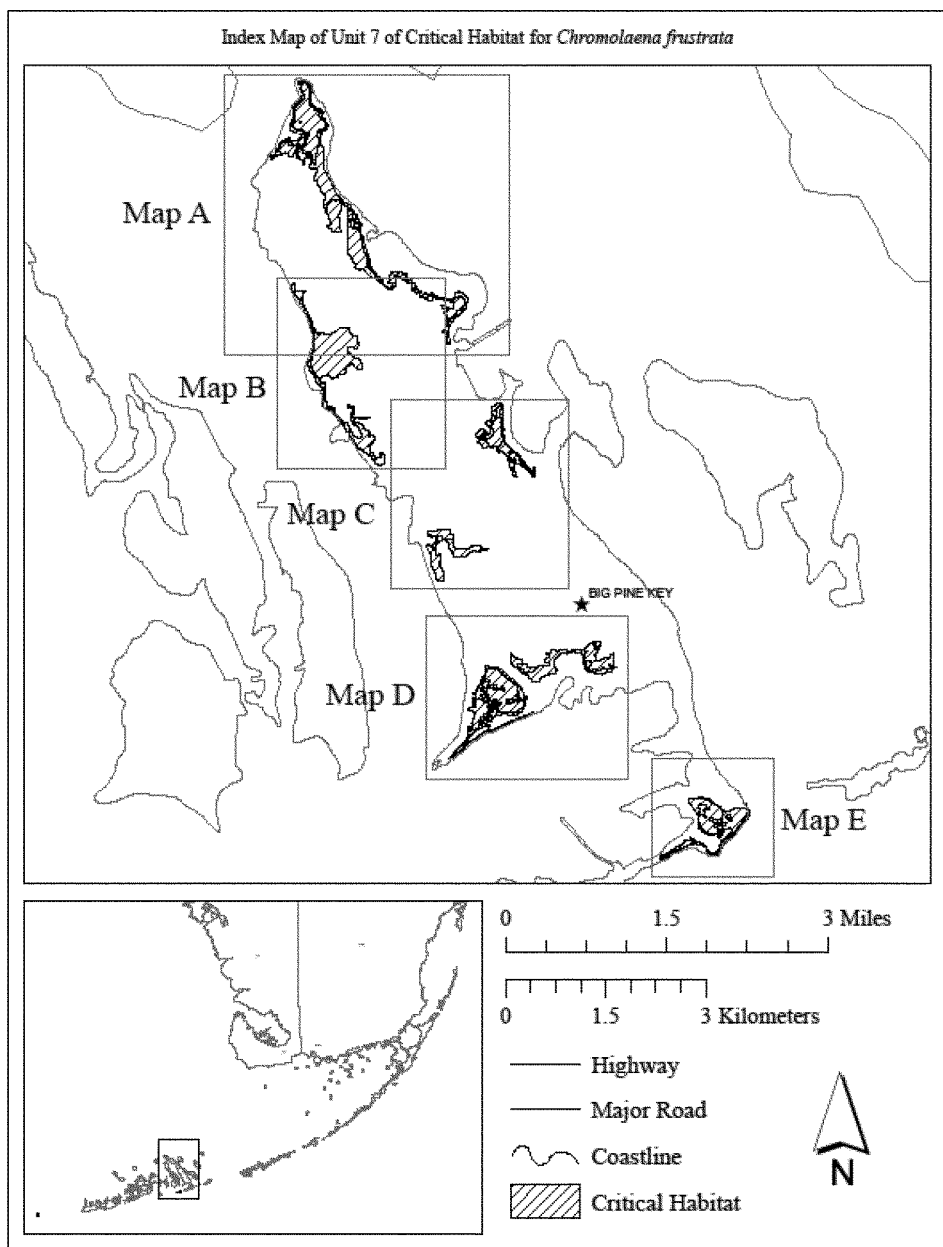 Index Map of Unit 7 of Critical Habitat for Chromolaena frustrata
Map A
Map B
Map C
BIG PINE KEY
Map D
Map E
0 1.5 3 Miles
0 1.5 3 Kilometers
Highway
Major Road
Coastline
Critical Habitat
N